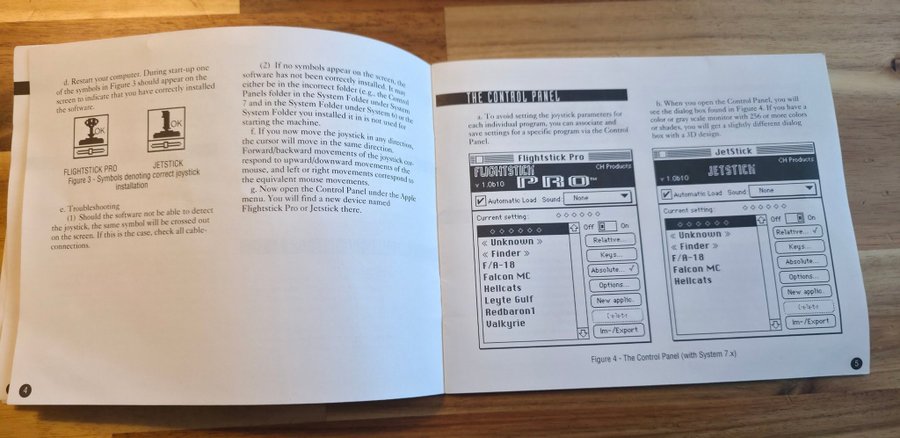 d. Restart your computer. During start-up one
of the symbols in Figure 3 should appear on the
screen to indicate that you have correctly installed
the software.
OK
OK
FLIGHTSTICK PRO
JETSTICK
Figure 3 - Symbols denoting correct joystick
installation
e. Troubleshooting
(1) Should the software not be able to detect
the joystick, the same symbol will be crossed out
on the screen. If this is the case, check all cable-
connections.
4
(2) If no symbols appear on the screen, the
software has not been correctly installed. It may
either be in the incorrect folder (e.g., the Control
Panels folder in the System Folder under System
7 and in the System Folder under System 6) or the
System Folder you installed it in is not used for
starting the machine.
f. If you now move the joystick in any direction,
the cursor will move in the same direction.
Forward/backward movements of the joystick cor-
respond to upward/downward movements of the
mouse, and left or right movements correspond to
the equivalent mouse movements.
g. Now open the Control Panel under the Apple
menu. You will find a new device named
Flightstick Pro or Jetstick there.
THE CONTROL PANEL
a. To avoid setting the joystick parameters for
each individual program, you can associate and
save settings for a specific program via the Control
Panel.
b. When you open the Control Panel, you will
see the dialog box found in Figure 4. If you have a
color or gray scale monitor with 256 or more colors
or shades, you will get a slightly different dialog
box with a 3D design.
Flightstick Pro
FLIGHTSTICK
CH Products
v 1.0b10
PRO™
Automatic Load Sound: None
Current setting:
Off On
« Unknown »
« Finder »
F/A-18
Falcon MC
Hellcats
Leyte Gulf
Redbaron1
Valkyrie
Relative...
Keys...
Absolute... ✓
Options...
New applic.
Delete
Im-/Export
JetStick
CH Products
JETSTICK
v 1.0b10
Automatic Load Sound: None
Current setting:
Off On
« Unknown »
« Finder »
F/A-18
Falcon MC
Hellcats
Relative... ✓
Keys...
Absolute...
Options...
New applic.
Delete
Im-/Export
Figure 4 - The Control Panel (with System 7.x)
5